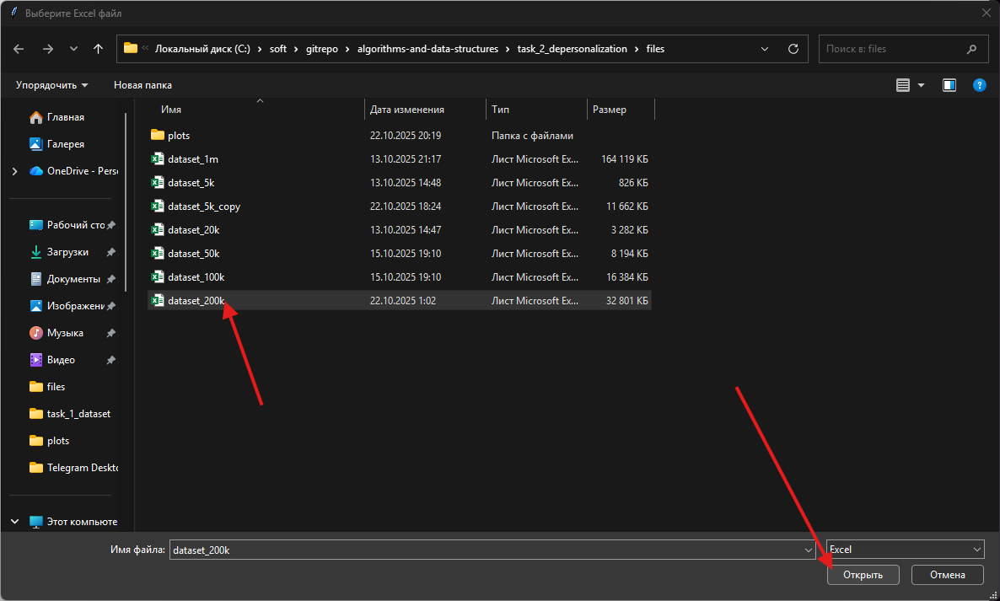 Выберите Excel файл
« Локальный диск (C:) › soft › gitrepo › algorithms-and-data-structures › task_2_depersonalization › files
Поиск в: files
Упорядочить
Новая папка
Главная
Галерея
OneDrive - Perso
Рабочий сто
Загрузки
Документы
Изображени
Музыка
Видео
files
task_1_dataset
plots
Telegram Deskto
Этот компьюте
Имя Дата изменения Тип Размер
plots 22.10.2025 20:19 Папка с файлами
dataset_1m 13.10.2025 21:17 Лист Microsoft Ex... 164 119 КБ
dataset_5k 13.10.2025 14:48 Лист Microsoft Ex... 826 КБ
dataset_5k_copy 22.10.2025 18:24 Лист Microsoft Ex... 11 662 КБ
dataset_20k 13.10.2025 14:47 Лист Microsoft Ex... 3 282 КБ
dataset_50k 15.10.2025 19:10 Лист Microsoft Ex... 8 194 КБ
dataset_100k 15.10.2025 19:10 Лист Microsoft Ex... 16 384 КБ
dataset_200k 22.10.2025 1:02 Лист Microsoft Ex... 32 801 КБ
Имя файла: dataset_200k
Excel
Открыть
Отмена